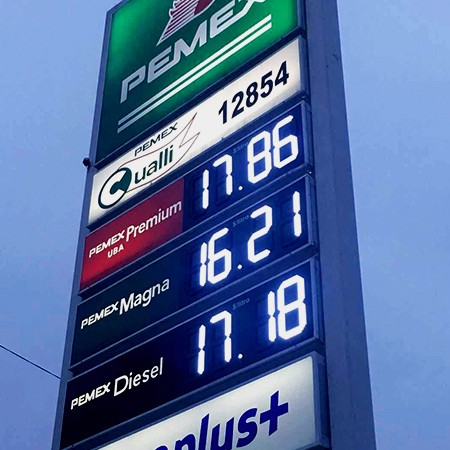 PEMEX
PEMEX
Qualli
12854
PEMEX Premium
UBA
17.86
PEMEX Magna
16.21
PEMEX Diesel
17.18
plus+